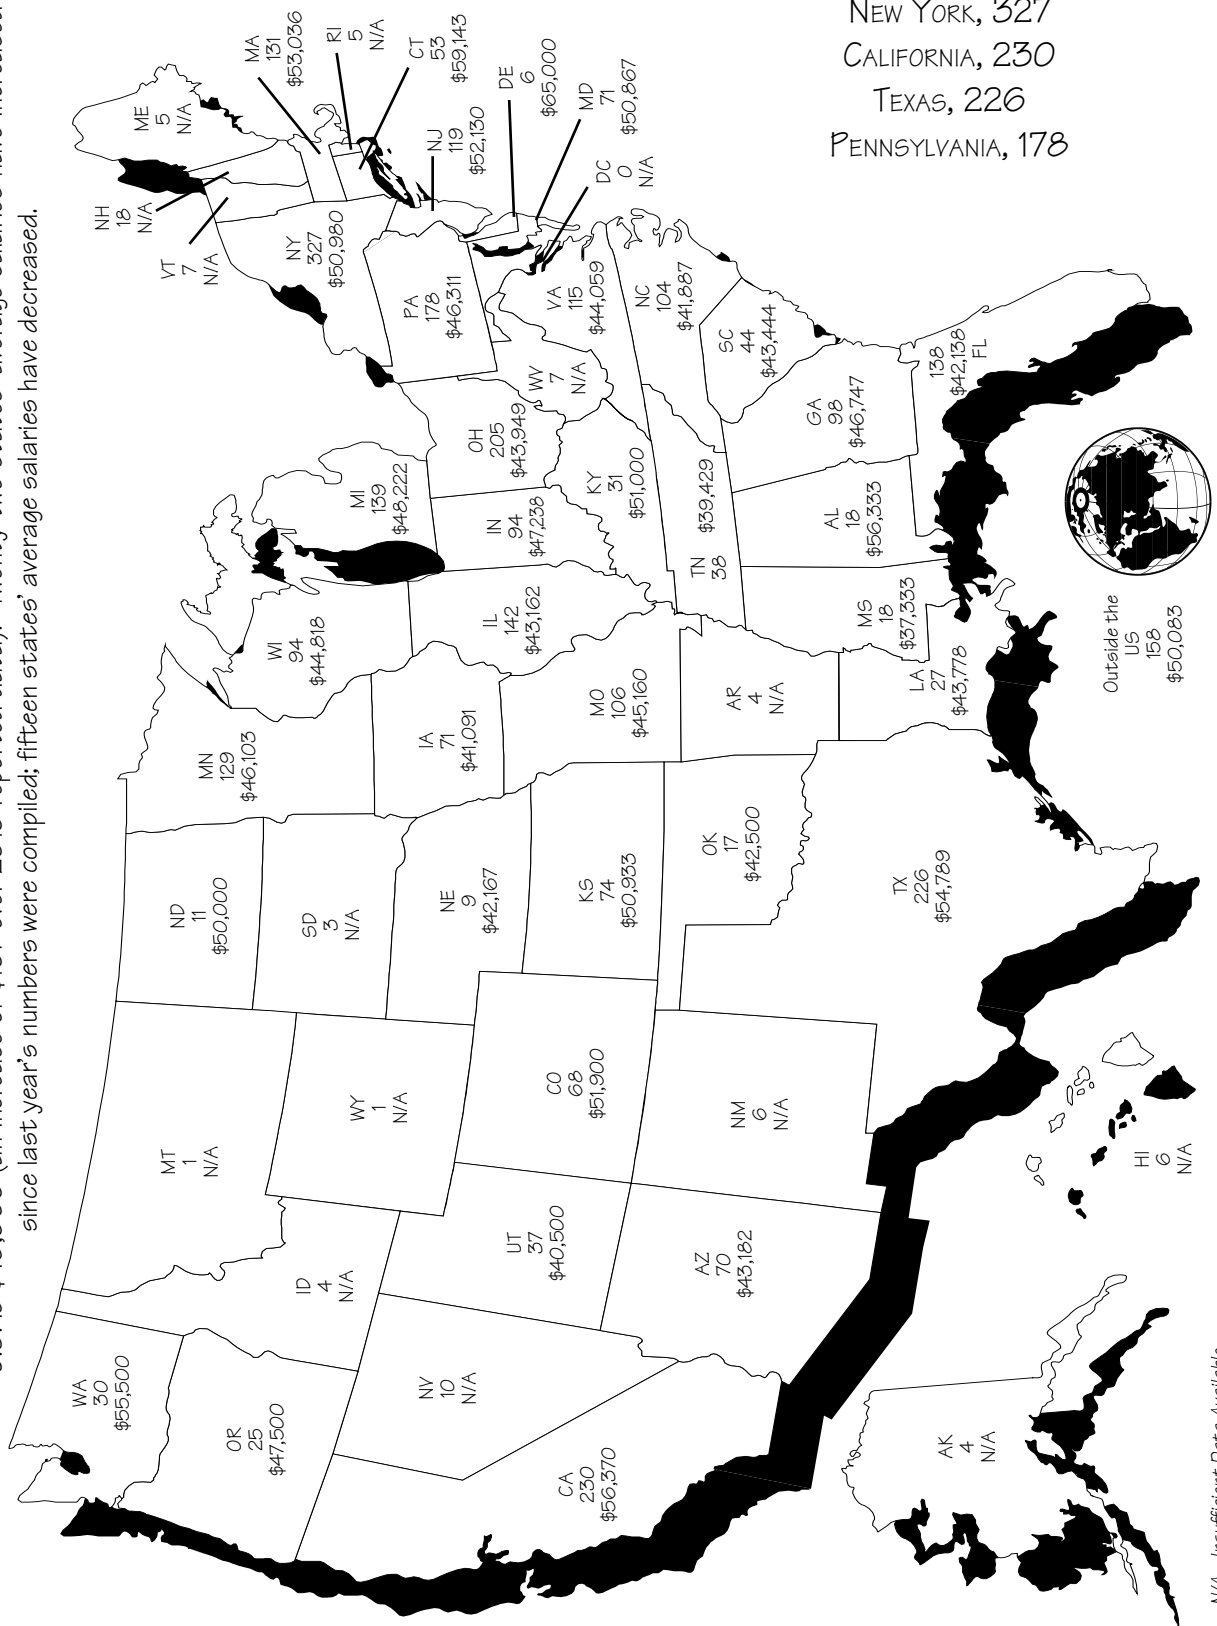 since last year's numbers were compiled; fifteen states' average salaries have decreased.
NEW YORK, 327
CALIFORNIA, 230
TEXAS, 226
PENNSYLVANIA, 178
WA
30
$55,500
OR
25
$47,500
CA
230
$56,370
NV
10
N/A
ID
4
N/A
MT
1
N/A
WY
1
N/A
UT
37
$40,500
AZ
70
$43,182
CO
68
$51,900
NM
6
N/A
ND
11
$50,000
SD
3
N/A
NE
9
$42,167
KS
74
$50,933
OK
17
$42,500
TX
226
$54,789
MN
129
$46,103
IA
71
$41,091
MO
106
$45,160
AR
4
N/A
LA
27
$43,778
WI
94
$44,818
IL
142
$43,162
MI
139
$48,222
IN
94
$47,238
OH
205
$43,949
KY
31
$51,000
TN
38
$39,429
MS
18
$37,333
AL
18
$56,333
GA
98
$46,747
138
$42,138
FL
SC
44
$43,444
NC
104
$41,887
VA
115
$44,059
WV
7
N/A
PA
178
$46,311
NY
327
$50,980
VT
7
N/A
NH
18
N/A
ME
5
N/A
MA
131
$53,036
RI
5
N/A
CT
53
$59,143
NJ
119
$52,130
DE
6
$65,000
MD
71
$50,867
DC
0
N/A
AK
4
N/A
HI
6
N/A
Outside the
US
158
$50,083